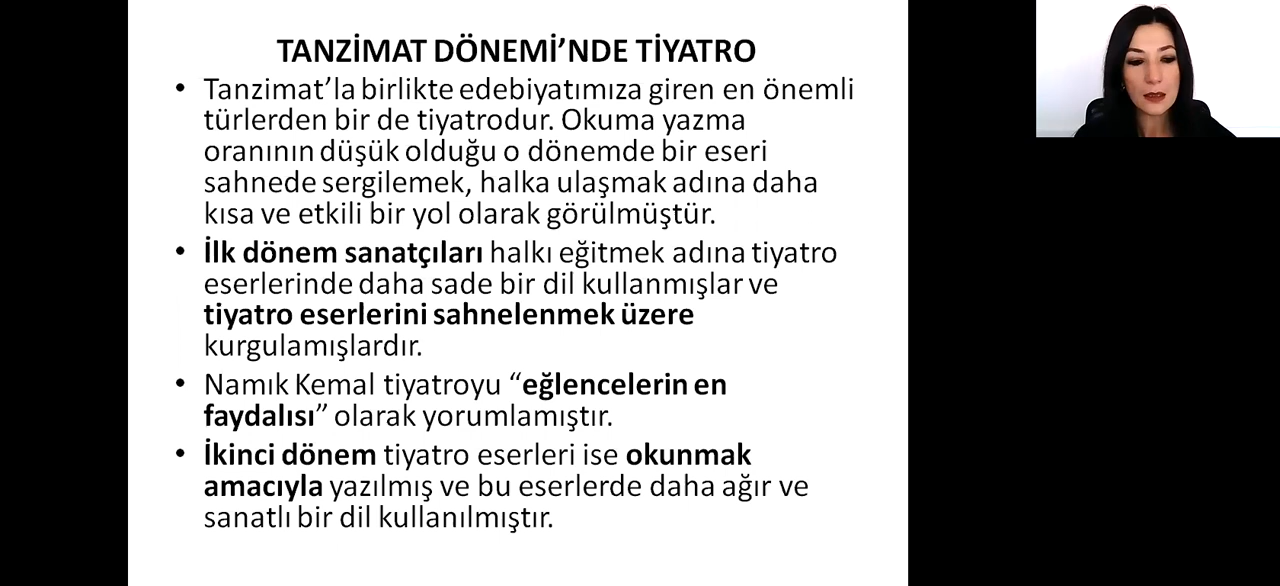 TANZİMAT DÖNEMİ’NDE TİYATRO
• Tanzimat’la birlikte edebiyatımıza giren en önemli
türlerden bir de tiyatrodur. Okuma yazma
oranının düşük olduğu o dönemde bir eseri
sahnede sergilemek, halka ulaşmak adına daha
kısa ve etkili bir yol olarak görülmüştür.
• İlk dönem sanatçıları halkı eğitmek adına tiyatro
eserlerinde daha sade bir dil kullanmışlar ve
tiyatro eserlerini sahnelenmek üzere
kurgulamışlardır.
• Namık Kemal tiyatroyu “eğlencelerin en
faydalısı” olarak yorumlamıştır.
• İkinci dönem tiyatro eserleri ise okunmak
amacıyla yazılmış ve bu eserlerde daha ağır ve
sanatlı bir dil kullanılmıştır.